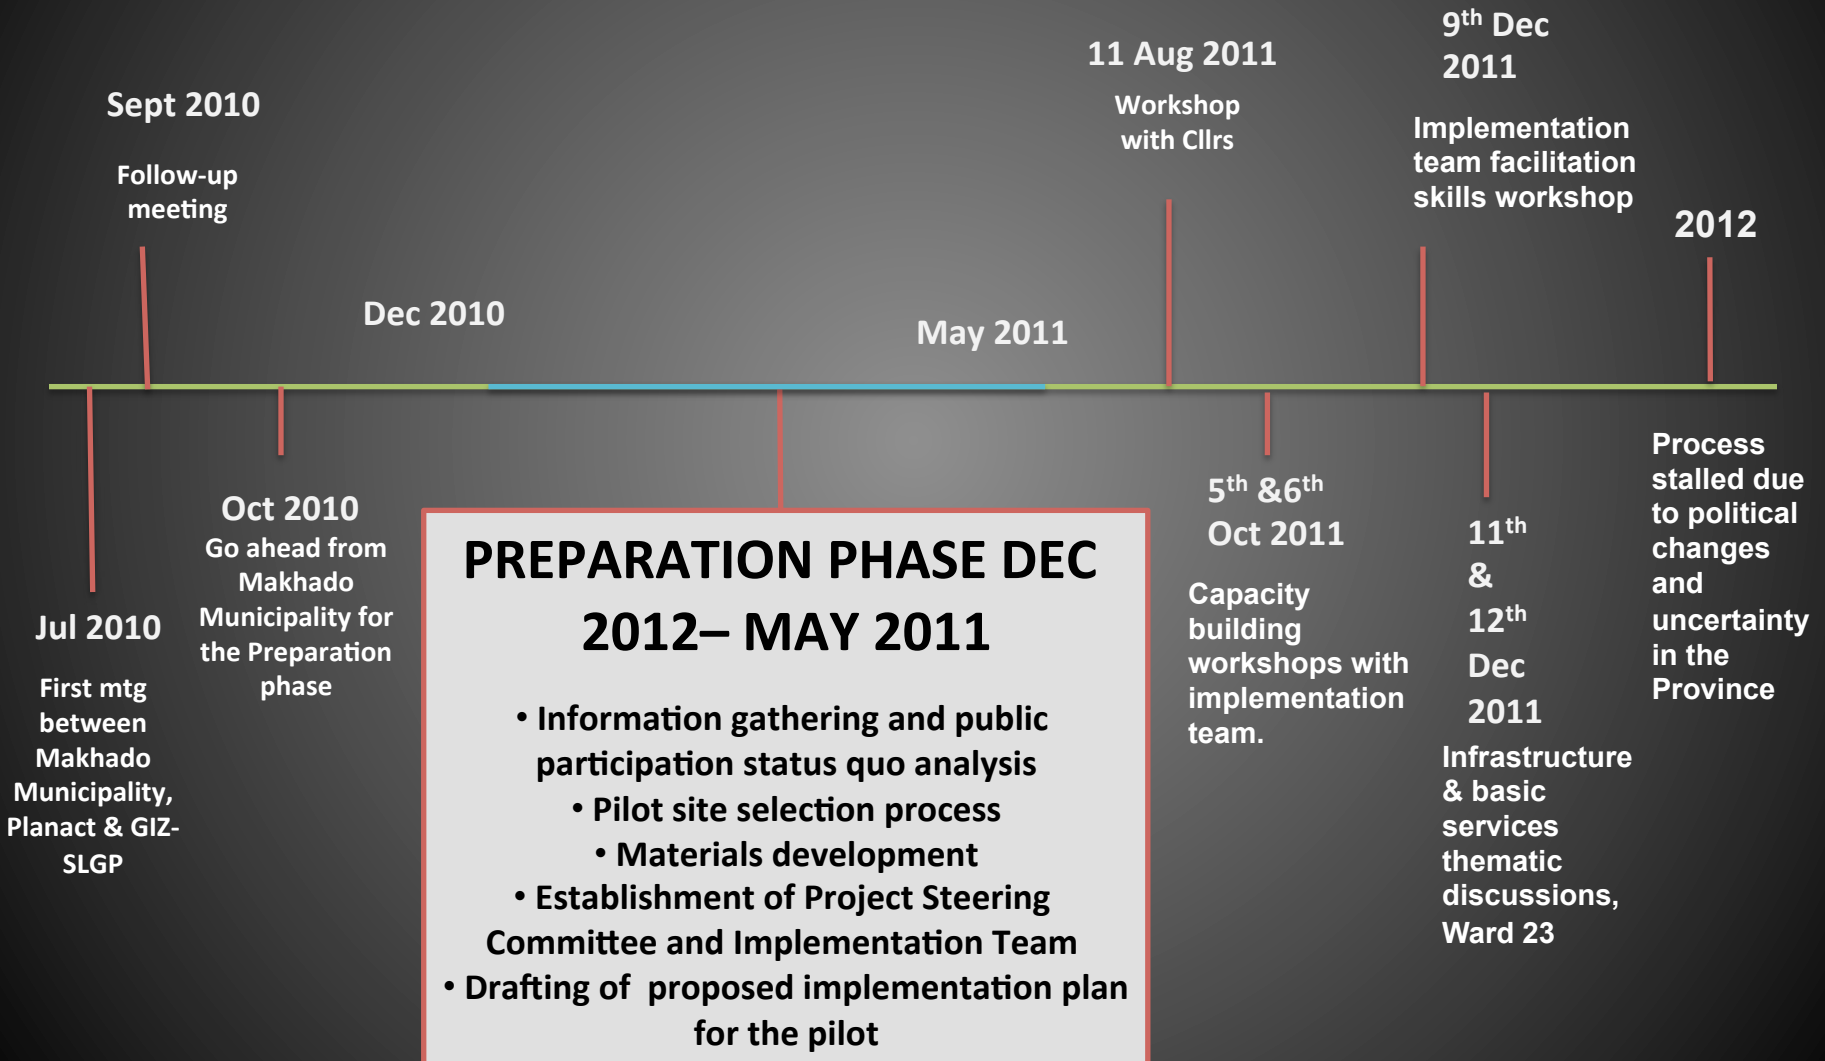 Sept 2010
Follow-up
meeting
Dec 2010
May 2011
11 Aug 2011
Workshop
with Cllrs
9th Dec
2011
Implementation
team facilitation
skills workshop
2012
Jul 2010
First mtg
between
Makhado
Municipality,
Planact & GIZ-
SLGP
Oct 2010
Go ahead from
Makhado
Municipality for
the Preparation
phase
PREPARATION PHASE DEC
2012– MAY 2011
• Information gathering and public
participation status quo analysis
• Pilot site selection process
• Materials development
• Establishment of Project Steering
Committee and Implementation Team
• Drafting of proposed implementation plan
for the pilot
5th &6th
Oct 2011
Capacity
building
workshops with
implementation
team.
11th
&
12th
Dec
2011
Infrastructure
& basic
services
thematic
discussions,
Ward 23
Process
stalled due
to political
changes
and
uncertainty
in the
Province